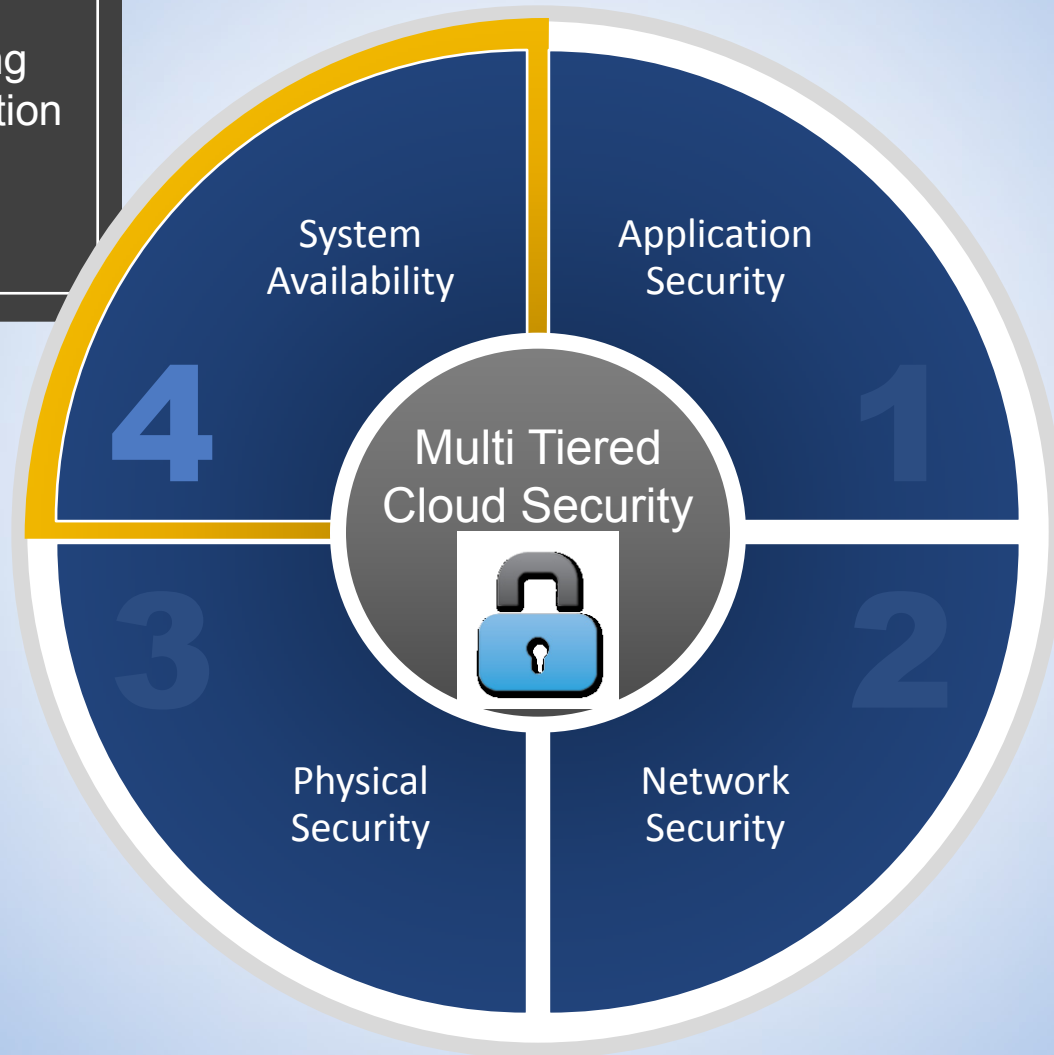 System
Availability
4
Application
Security
1
Multi Tiered
Cloud Security
3
Physical
Security
2
Network
Security